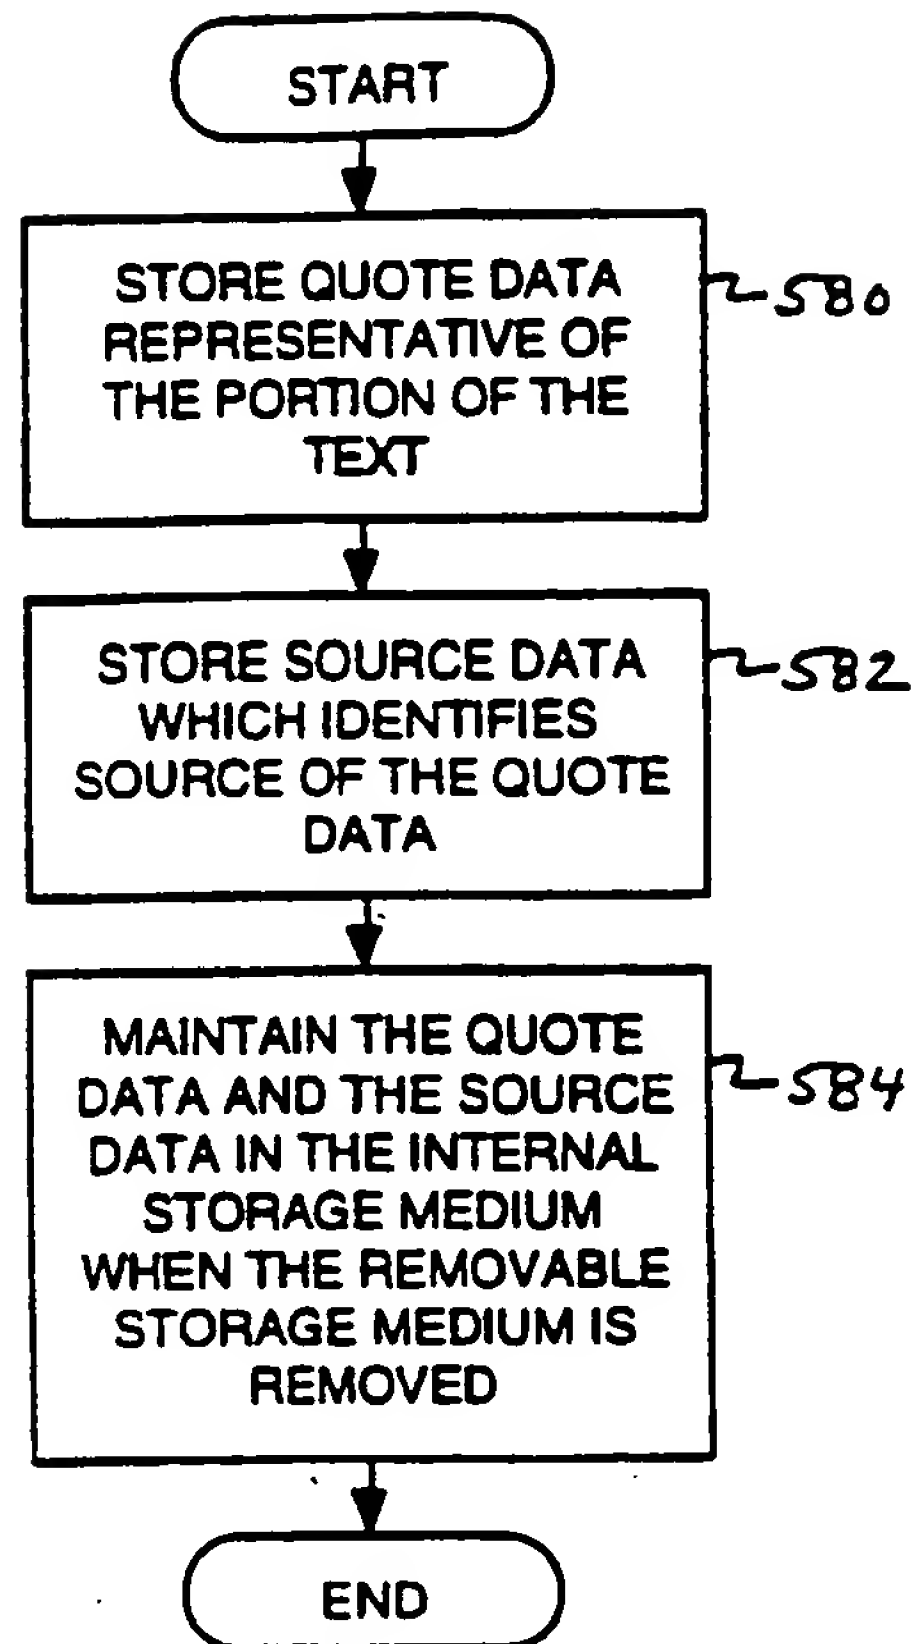 START
STORE QUOTE DATA
REPRESENTATIVE OF
THE PORTION OF THE
TEXT
580
STORE SOURCE DATA
WHICH IDENTIFIES
SOURCE OF THE QUOTE
DATA
582
MAINTAIN THE QUOTE
DATA AND THE SOURCE
DATA IN THE INTERNAL
STORAGE MEDIUM
WHEN THE REMOVABLE
STORAGE MEDIUM IS
REMOVED
584
END